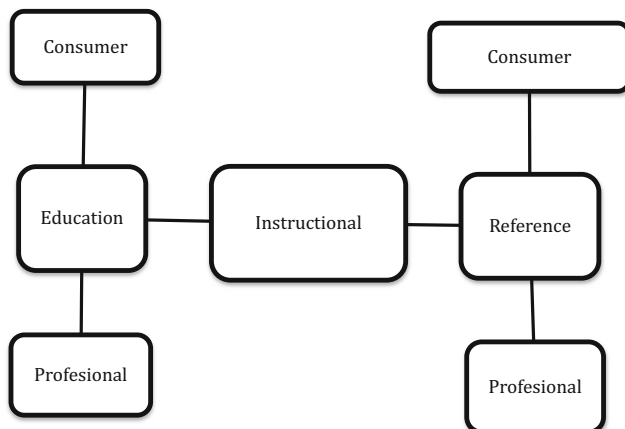 Consumer
Consumer
Education
Instructional
Reference
Profesional
Profesional